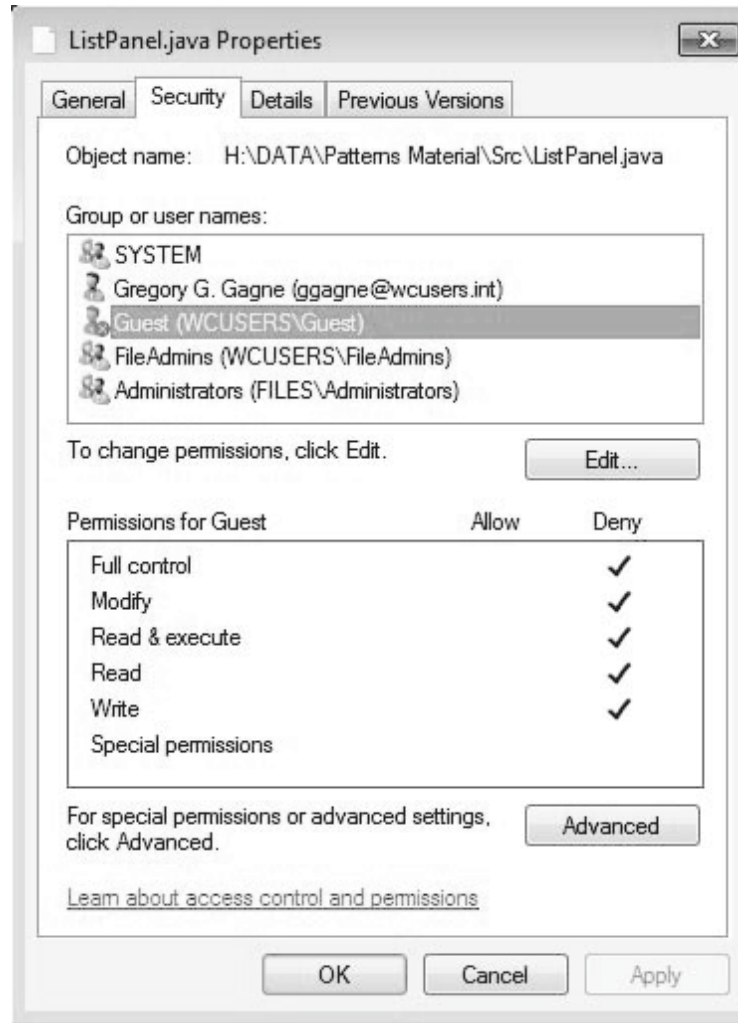 ListPanel.java Properties
General Security Details Previous Versions
Object name: H:\DATA\Patterns Material\Src\ListPanel.java
Group or user names:
SYSTEM
Gregory G. Gagne (ggagne@wcusers.int)
Guest (WCUSERS\Guest)
FileAdmins (WCUSERS\FileAdmins)
Administrators (FILES\Administrators)
To change permissions, click Edit.
Edit...
Permissions for Guest Allow Deny
Full control
Modify
Read & execute
Read
Write
Special permissions
For special permissions or advanced settings,
click Advanced.
Advanced
Learn about access control and permissions
OK Cancel Apply